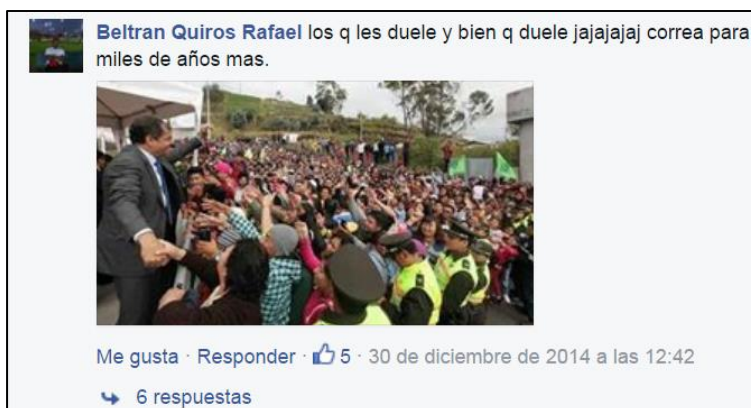 Beltran Quiros Rafael los q les duele y bien q duele jajajajaj correa para
miles de años mas.
Me gusta · Responder · 5 · 30 de diciembre de 2014 a las 12:42
6 respuestas